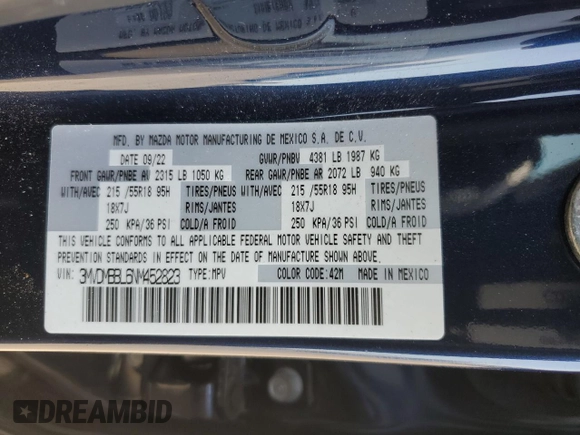 MFD. BY MAZDA MOTOR MANUFACTURING DE MEXICO S.A. DE C.V.
DATE 09/22 GVWR/PNBV 4381 LB 1987 KG
FRONT GAWR/PNBE AV 2315 LB 1050 KG REAR GAWR/PNBE AR 2072 LB 940 KG
WITH/AVEC 215 /55R18 95H TIRES/PNEUS WITH/AVEC 215 /55R18 95H TIRES/PNEUS
18X7J RIMS/JANTES 18X7J RIMS/JANTES
250 KPA/36 PSI COLD/A FROID 250 KPA/36 PSI COLD/A FROID
THIS VEHICLE CONFORMS TO ALL APPLICABLE FEDERAL MOTOR VEHICLE SAFETY AND
THEFT PREVENTION STANDARDS IN EFFECT ON THE DATE OF MANUFACTURE SHOWN ABOVE.
VIN: 3MVDMBBL6NM452823 TYPE: MPV COLOR CODE: 42M MADE IN MEXICO
DREAMBID